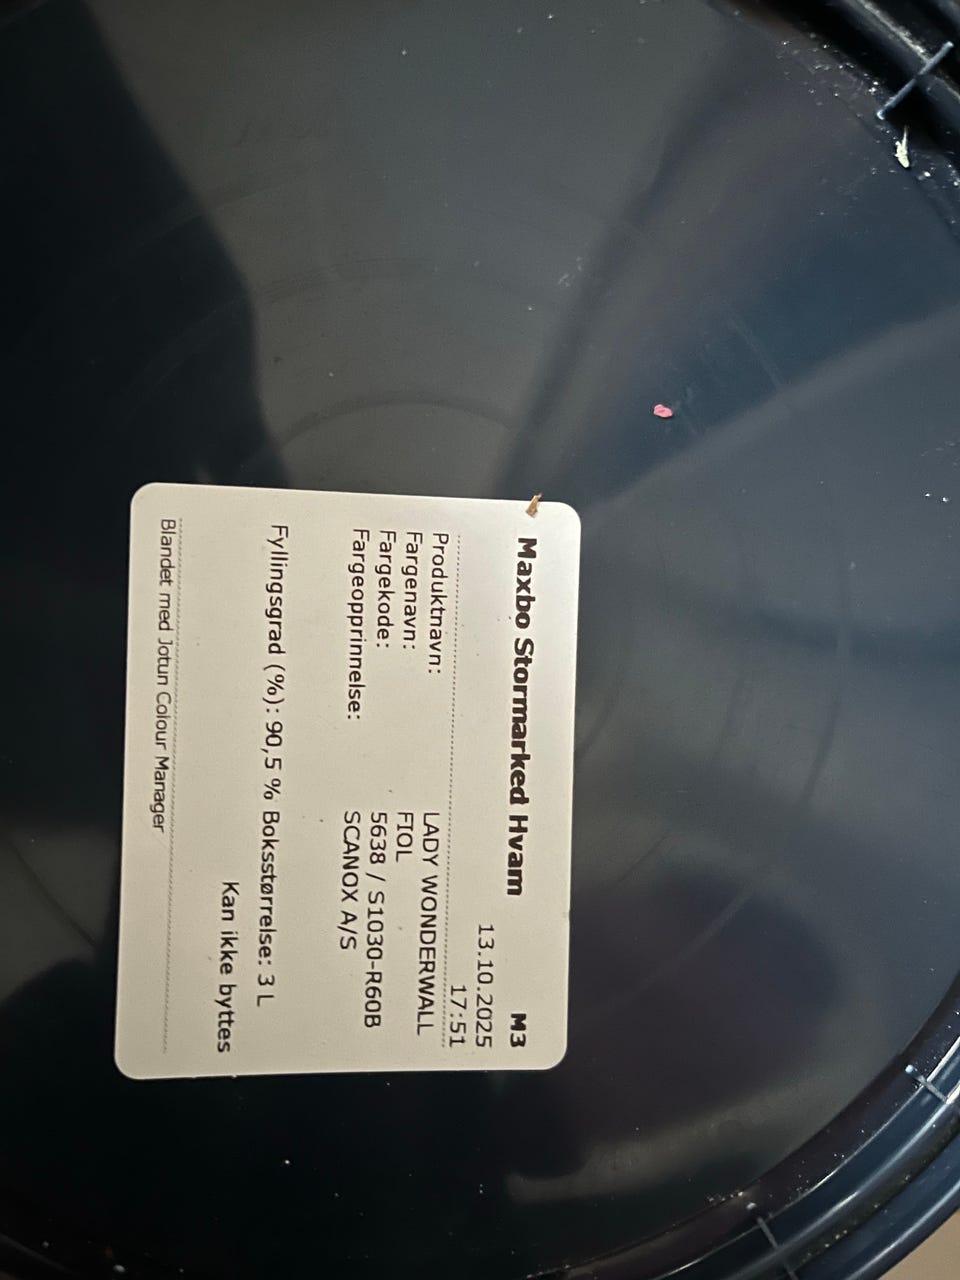 Maxbo Stormarked Hvam M3
13.10.2025
17:51
Produktnavn: LADY WONDERWALL
Fargenavn: FIOL
Fargekode: 5638 / S1030-R60B
Fargeopprinnelse: SCANOX A/S
Fyllingsgrad (%): 90,5 % Boksstørrelse: 3 L
Kan ikke byttes
Blandet med Jotun Colour Manager